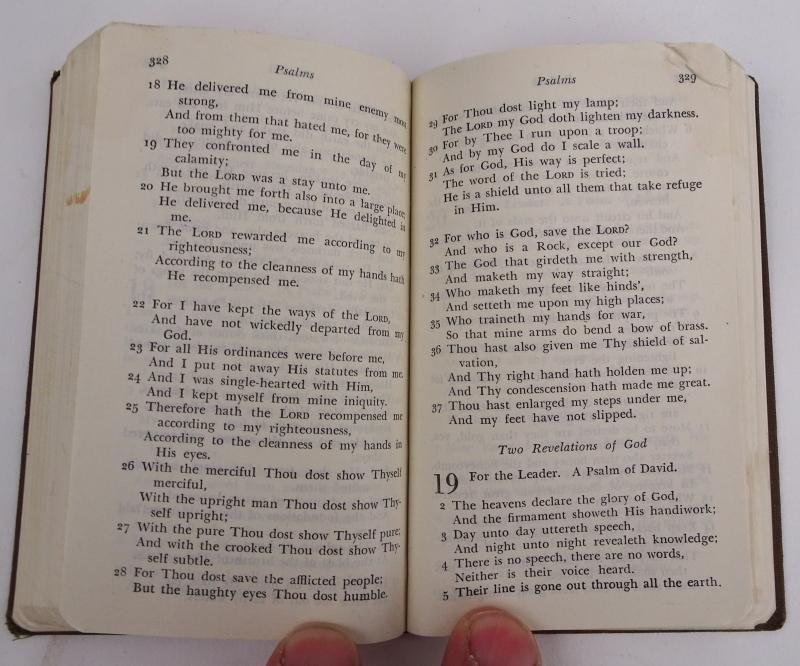 328
Psalms
18 He delivered me from mine enemy most
strong,
And from them that hated me, for they were
too mighty for me.
19 They confronted me in the day of my
calamity;
But the LORD was a stay unto me.
20 He brought me forth also into a large place;
He delivered me, because He delighted in
me.
21 The LORD rewarded me according to my
righteousness;
According to the cleanness of my hands hath
He recompensed me.
22 For I have kept the ways of the LORD,
And have not wickedly departed from my
God.
23 For all His ordinances were before me,
And I put not away His statutes from me.
24 And I was single-hearted with Him,
And I kept myself from mine iniquity.
25 Therefore hath the LORD recompensed me
according to my righteousness,
According to the cleanness of my hands in
His eyes.
26 With the merciful Thou dost show Thyself
merciful,
With the upright man Thou dost show Thy-
self upright;
27 With the pure Thou dost show Thyself pure;
And with the crooked Thou dost show Thy-
self subtle.
28 For Thou dost save the afflicted people;
But the haughty eyes Thou dost humble.
Psalms
329
29 For Thou dost light my lamp;
The LORD my God doth lighten my darkness.
30 For by Thee I run upon a troop;
And by my God do I scale a wall.
31 As for God, His way is perfect;
The word of the LORD is tried;
He is a shield unto all them that take refuge
in Him.
32 For who is God, save the LORD?
And who is a Rock, except our God?
33 The God that girdeth me with strength,
And maketh my way straight;
34 Who maketh my feet like hinds',
And setteth me upon my high places;
35 Who traineth my hands for war,
So that mine arms do bend a bow of brass.
36 Thou hast also given me Thy shield of sal-
vation,
And Thy right hand hath holden me up;
And Thy condescension hath made me great.
37 Thou hast enlarged my steps under me,
And my feet have not slipped.
Two Revelations of God
19 For the Leader. A Psalm of David.
2 The heavens declare the glory of God,
And the firmament showeth His handiwork;
3 Day unto day uttereth speech,
And night unto night revealeth knowledge;
4 There is no speech, there are no words,
Neither is their voice heard.
5 Their line is gone out through all the earth.